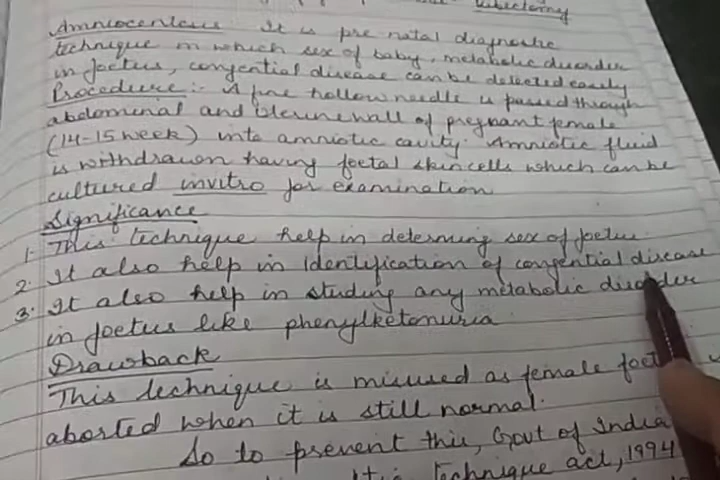 Tubectomy
Amniocentesis It is pre natal diagnostic
technique in which sex of baby, metabolic disorder
in foetus, congential disease can be detected easily
Procedure :- A fine hollow needle is passed through
abdominal and uterine wall of pregnant female
(14-15 week) into amniotic cavity. Amniotic fluid
is withdrawn having foetal skin cells which can be
cultured invitro for examination
Significance
1. This technique help in determing sex of foetus
2. It also help in identification of congential disease
3. It also help in studing any metabolic disorder
in foetus like phenylketonuria
Drawback
This technique is misused as female foet
aborted when it is still normal.
So to prevent this, Govt of India
technique act, 1994